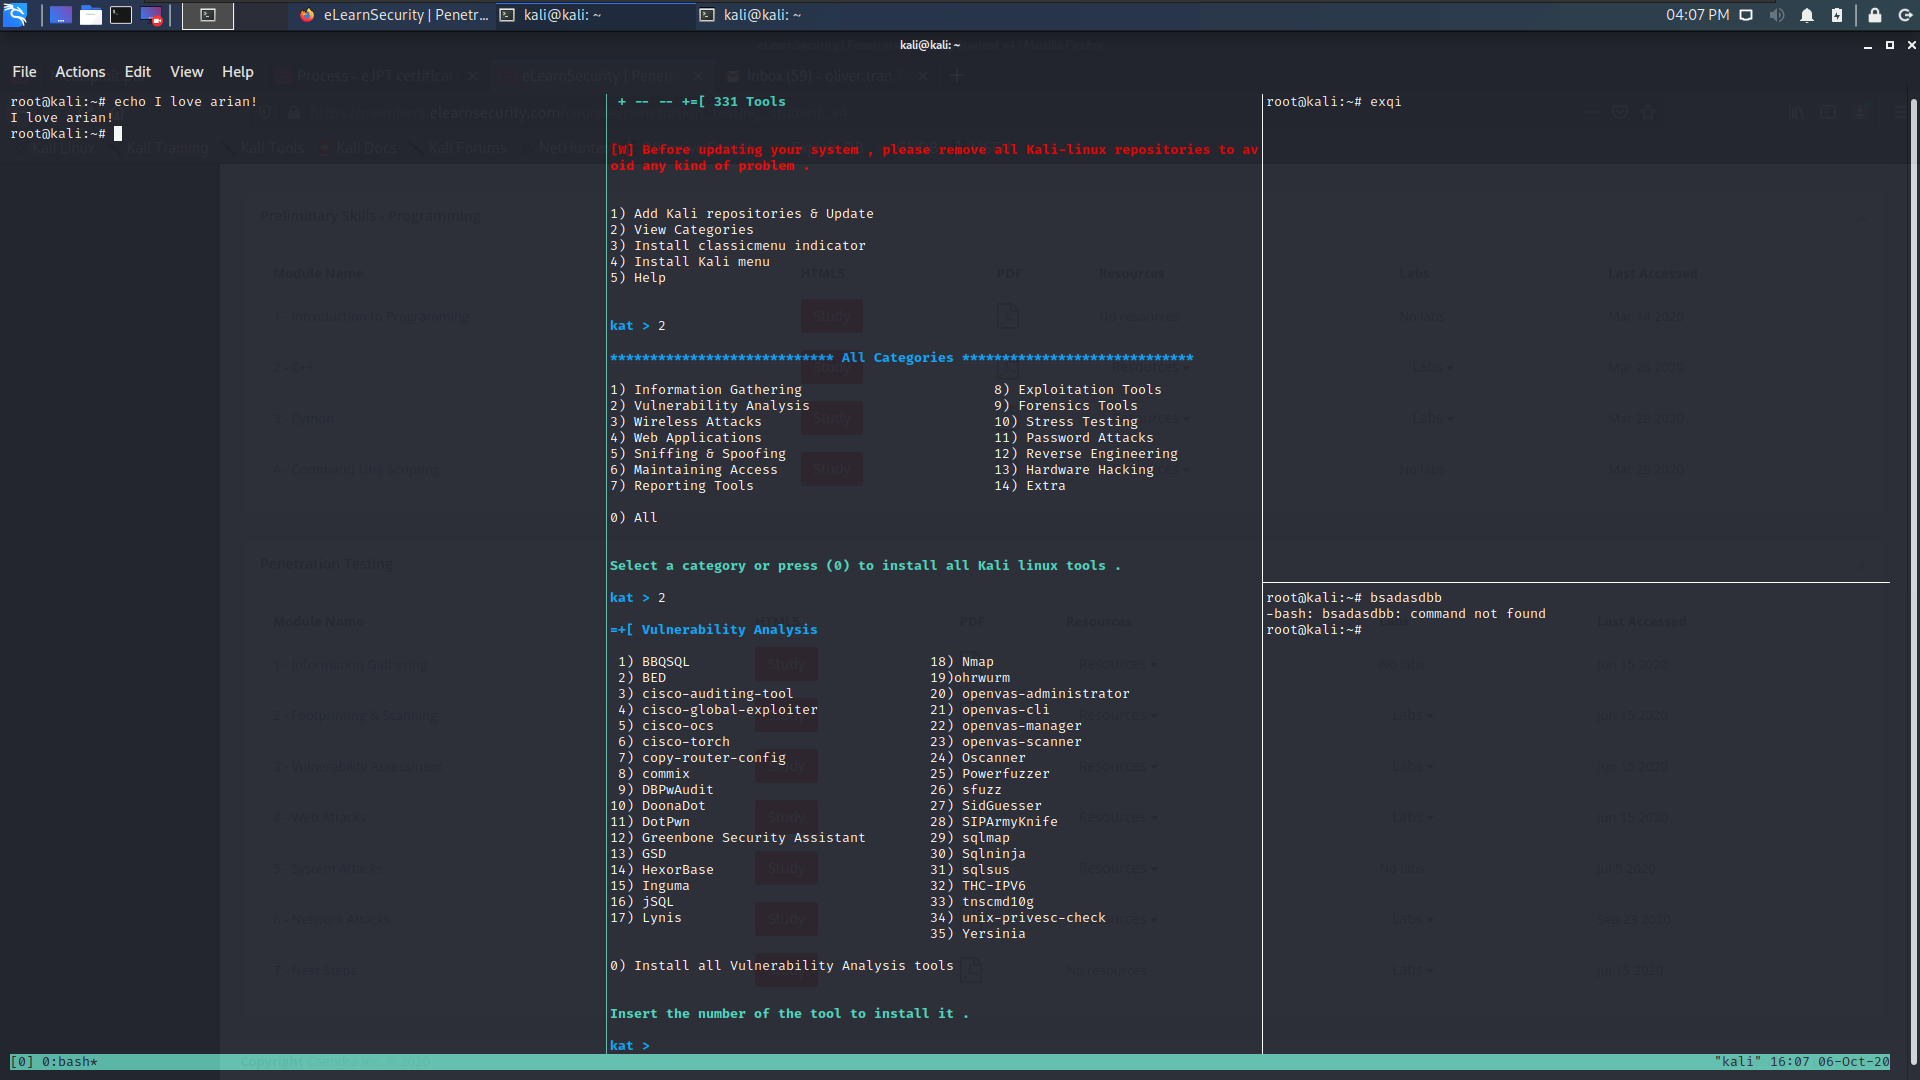 eLearnSecurity | Penetr...
kali@kali: ~
kali@kali: ~
04:07 PM
kali@kali: ~
File Actions Edit View Help
root@kali:~# echo I love arian!
I love arian!
root@kali:~#
+ -- -- +=[ 331 Tools
[W] Before updating your system , please remove all Kali-linux repositories to av
oid any kind of problem .
1) Add Kali repositories & Update
2) View Categories
3) Install classicmenu indicator
4) Install Kali menu
5) Help
kat > 2
**************************** All Categories *****************************
1) Information Gathering 8) Exploitation Tools
2) Vulnerability Analysis 9) Forensics Tools
3) Wireless Attacks 10) Stress Testing
4) Web Applications 11) Password Attacks
5) Sniffing & Spoofing 12) Reverse Engineering
6) Maintaining Access 13) Hardware Hacking
7) Reporting Tools 14) Extra
0) All
Select a category or press (0) to install all Kali linux tools .
kat > 2
=+[ Vulnerability Analysis
1) BBQSQL 18) Nmap
2) BED 19)ohrwurm
3) cisco-auditing-tool 20) openvas-administrator
4) cisco-global-exploiter 21) openvas-cli
5) cisco-ocs 22) openvas-manager
6) cisco-torch 23) openvas-scanner
7) copy-router-config 24) Oscanner
8) commix 25) Powerfuzzer
9) DBPwAudit 26) sfuzz
10) DoonaDot 27) SidGuesser
11) DotPwn 28) SIPArmyKnife
12) Greenbone Security Assistant 29) sqlmap
13) GSD 30) Sqlninja
14) HexorBase 31) sqlsus
15) Inguma 32) THC-IPV6
16) jSQL 33) tnscmd10g
17) Lynis 34) unix-privesc-check
35) Yersinia
0) Install all Vulnerability Analysis tools
Insert the number of the tool to install it .
kat >
root@kali:~# exqi
root@kali:~# bsadasdbb
-bash: bsadasdbb: command not found
root@kali:~#
[0] 0:bash*
"kali" 16:07 06-Oct-20